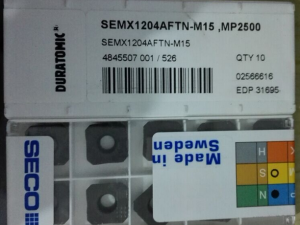 DURATOMIC®
SEMX1204AFTN-M15 ,MP2500
SEMX1204AFTN-M15
4845507 001 / 526
QTY 10
02566616
EDP 31695
SECO
Made in
Sweden
H
N
S
K